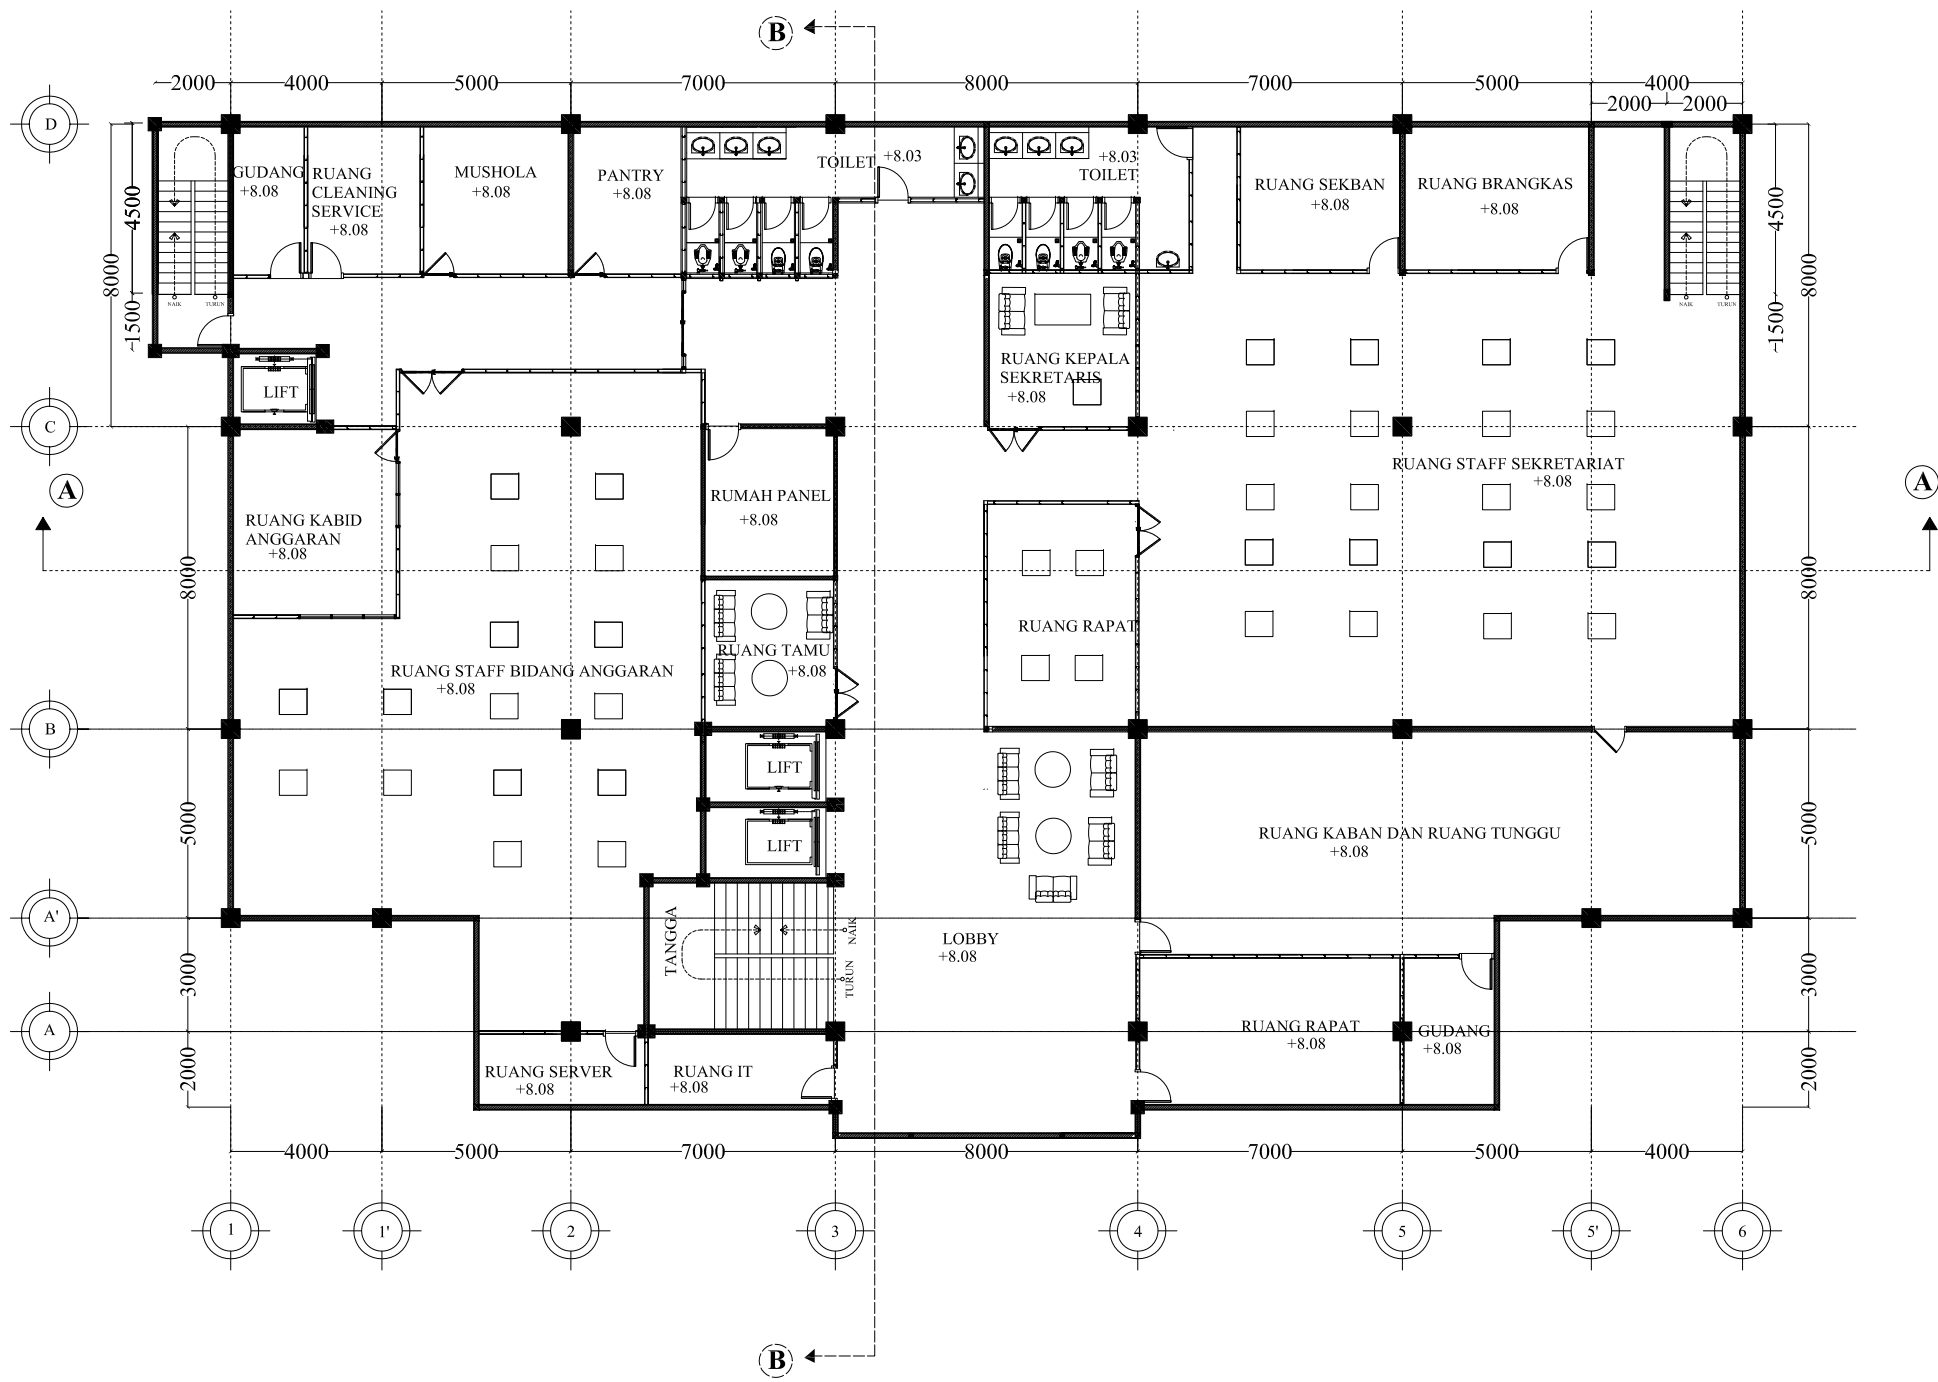 B
2000 4000 5000 7000 8000 7000 5000 4000
2000 2000
D
GUDANG
+8.08
RUANG
CLEANING
SERVICE
+8.08
MUSHOLA
+8.08
PANTRY
+8.08
TOILET +8.03
+8.03
TOILET
RUANG SEKBAN
+8.08
RUANG BRANGKAS
+8.08
4500
8000
1500
4500
8000
1500
NAIK TURUN
NAIK TURUN
LIFT
RUANG KEPALA
SEKRETARIS
+8.08
C
A
A
RUANG STAFF SEKRETARIAT
+8.08
RUMAH PANEL
+8.08
RUANG KABID
ANGGARAN
+8.08
8000
8000
RUANG RAPAT
RUANG TAMU
+8.08
RUANG STAFF BIDANG ANGGARAN
+8.08
B
LIFT
LIFT
5000
5000
RUANG KABAN DAN RUANG TUNGGU
+8.08
A'
TANGGA
NAIK
TURUN
LOBBY
+8.08
3000
3000
A
RUANG RAPAT
+8.08
GUDANG
+8.08
RUANG SERVER
+8.08
RUANG IT
+8.08
2000
2000
4000 5000 7000 8000 7000 5000 4000
1 1' 2 3 4 5 5' 6
B